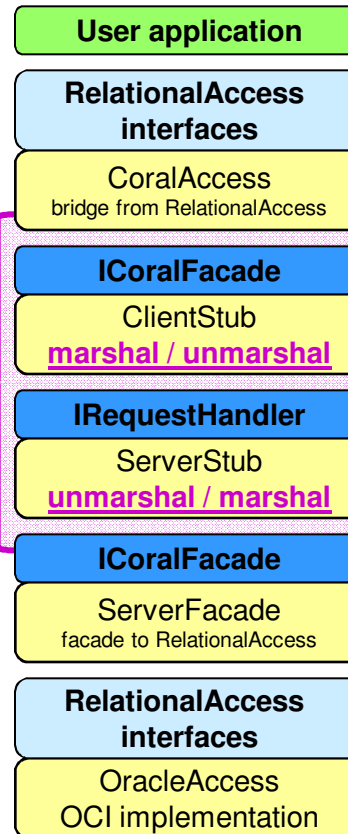 User application
RelationalAccess
interfaces
CoralAccess
bridge from RelationalAccess
ICoralFacade
ClientStub
marshal / unmarshal
IRequestHandler
ServerStub
unmarshal / marshal
ICoralFacade
ServerFacade
facade to RelationalAccess
RelationalAccess
interfaces
OracleAccess
OCI implementation